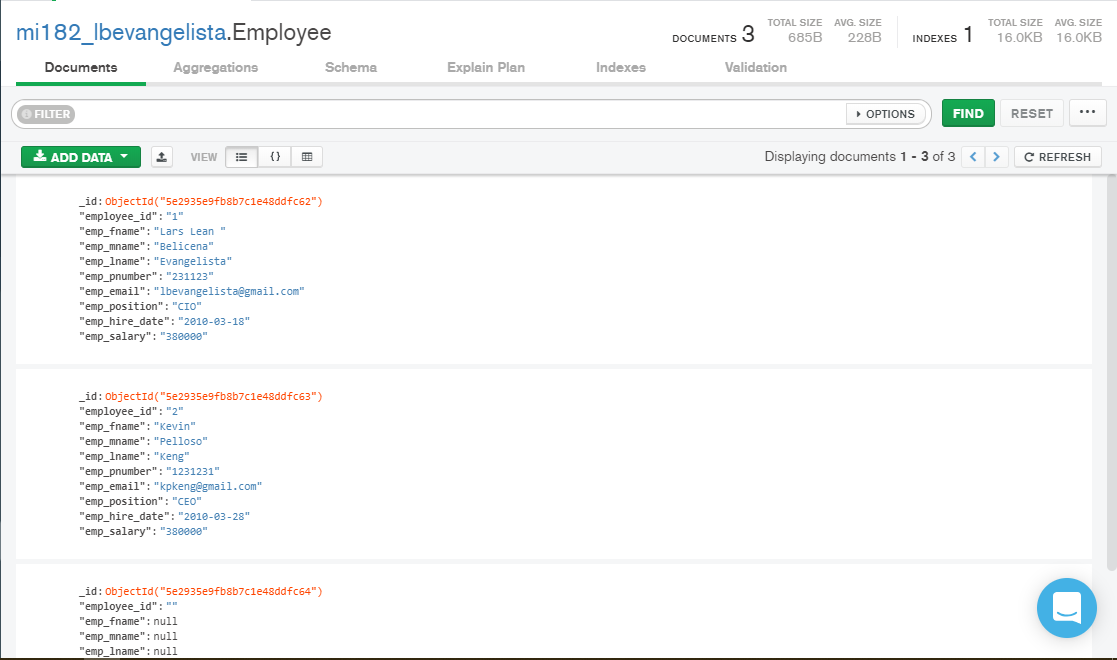 mi182_lbevangelista.Employee
DOCUMENTS 3 TOTAL SIZE 685B AVG. SIZE 228B INDEXES 1 TOTAL SIZE 16.0KB AVG. SIZE 16.0KB
Documents Aggregations Schema Explain Plan Indexes Validation
FILTER OPTIONS FIND RESET ...
ADD DATA VIEW {} Displaying documents 1 - 3 of 3 < > REFRESH
_id: ObjectId("5e2935e9fb8b7c1e48ddfc62")
"employee_id": "1"
"emp_fname": "Lars Lean "
"emp_mname": "Belicena"
"emp_lname": "Evangelista"
"emp_pnumber": "231123"
"emp_email": "lbevangelista@gmail.com"
"emp_position": "CIO"
"emp_hire_date": "2010-03-18"
"emp_salary": "380000"
_id: ObjectId("5e2935e9fb8b7c1e48ddfc63")
"employee_id": "2"
"emp_fname": "Kevin"
"emp_mname": "Pelloso"
"emp_lname": "Keng"
"emp_pnumber": "1231231"
"emp_email": "kpkeng@gmail.com"
"emp_position": "CEO"
"emp_hire_date": "2010-03-28"
"emp_salary": "380000"
_id: ObjectId("5e2935e9fb8b7c1e48ddfc64")
"employee_id": ""
"emp_fname": null
"emp_mname": null
"emp_lname": null